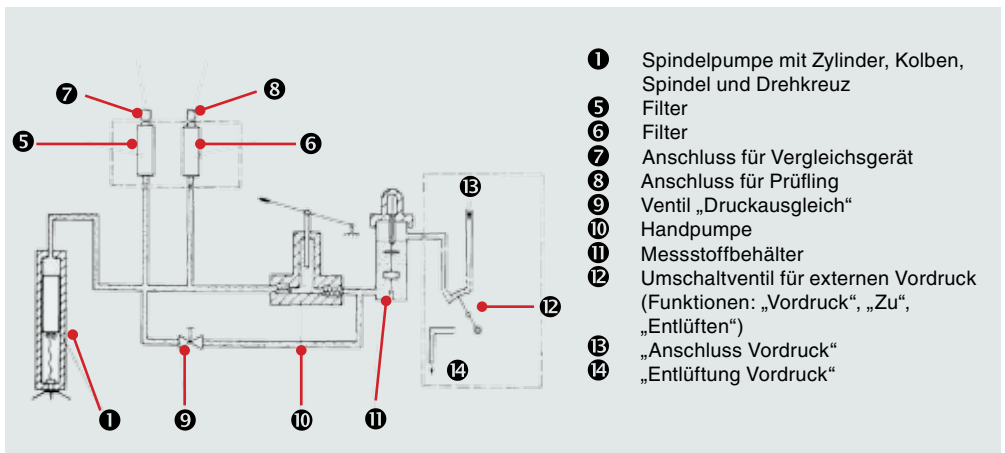 ❼
❽
❺
❻
⓭
⓬
⓮
❶
❾
❿
⓫
❶ Spindelpumpe mit Zylinder, Kolben,
Spindel und Drehkreuz
❺ Filter
❻ Filter
❼ Anschluss für Vergleichsgerät
❽ Anschluss für Prüfling
❾ Ventil „Druckausgleich“
❿ Handpumpe
⓫ Messstoffbehälter
⓬ Umschaltventil für externen Vordruck
(Funktionen: „Vordruck“, „Zu“,
„Entlüften“)
⓭ „Anschluss Vordruck“
⓮ „Entlüftung Vordruck“